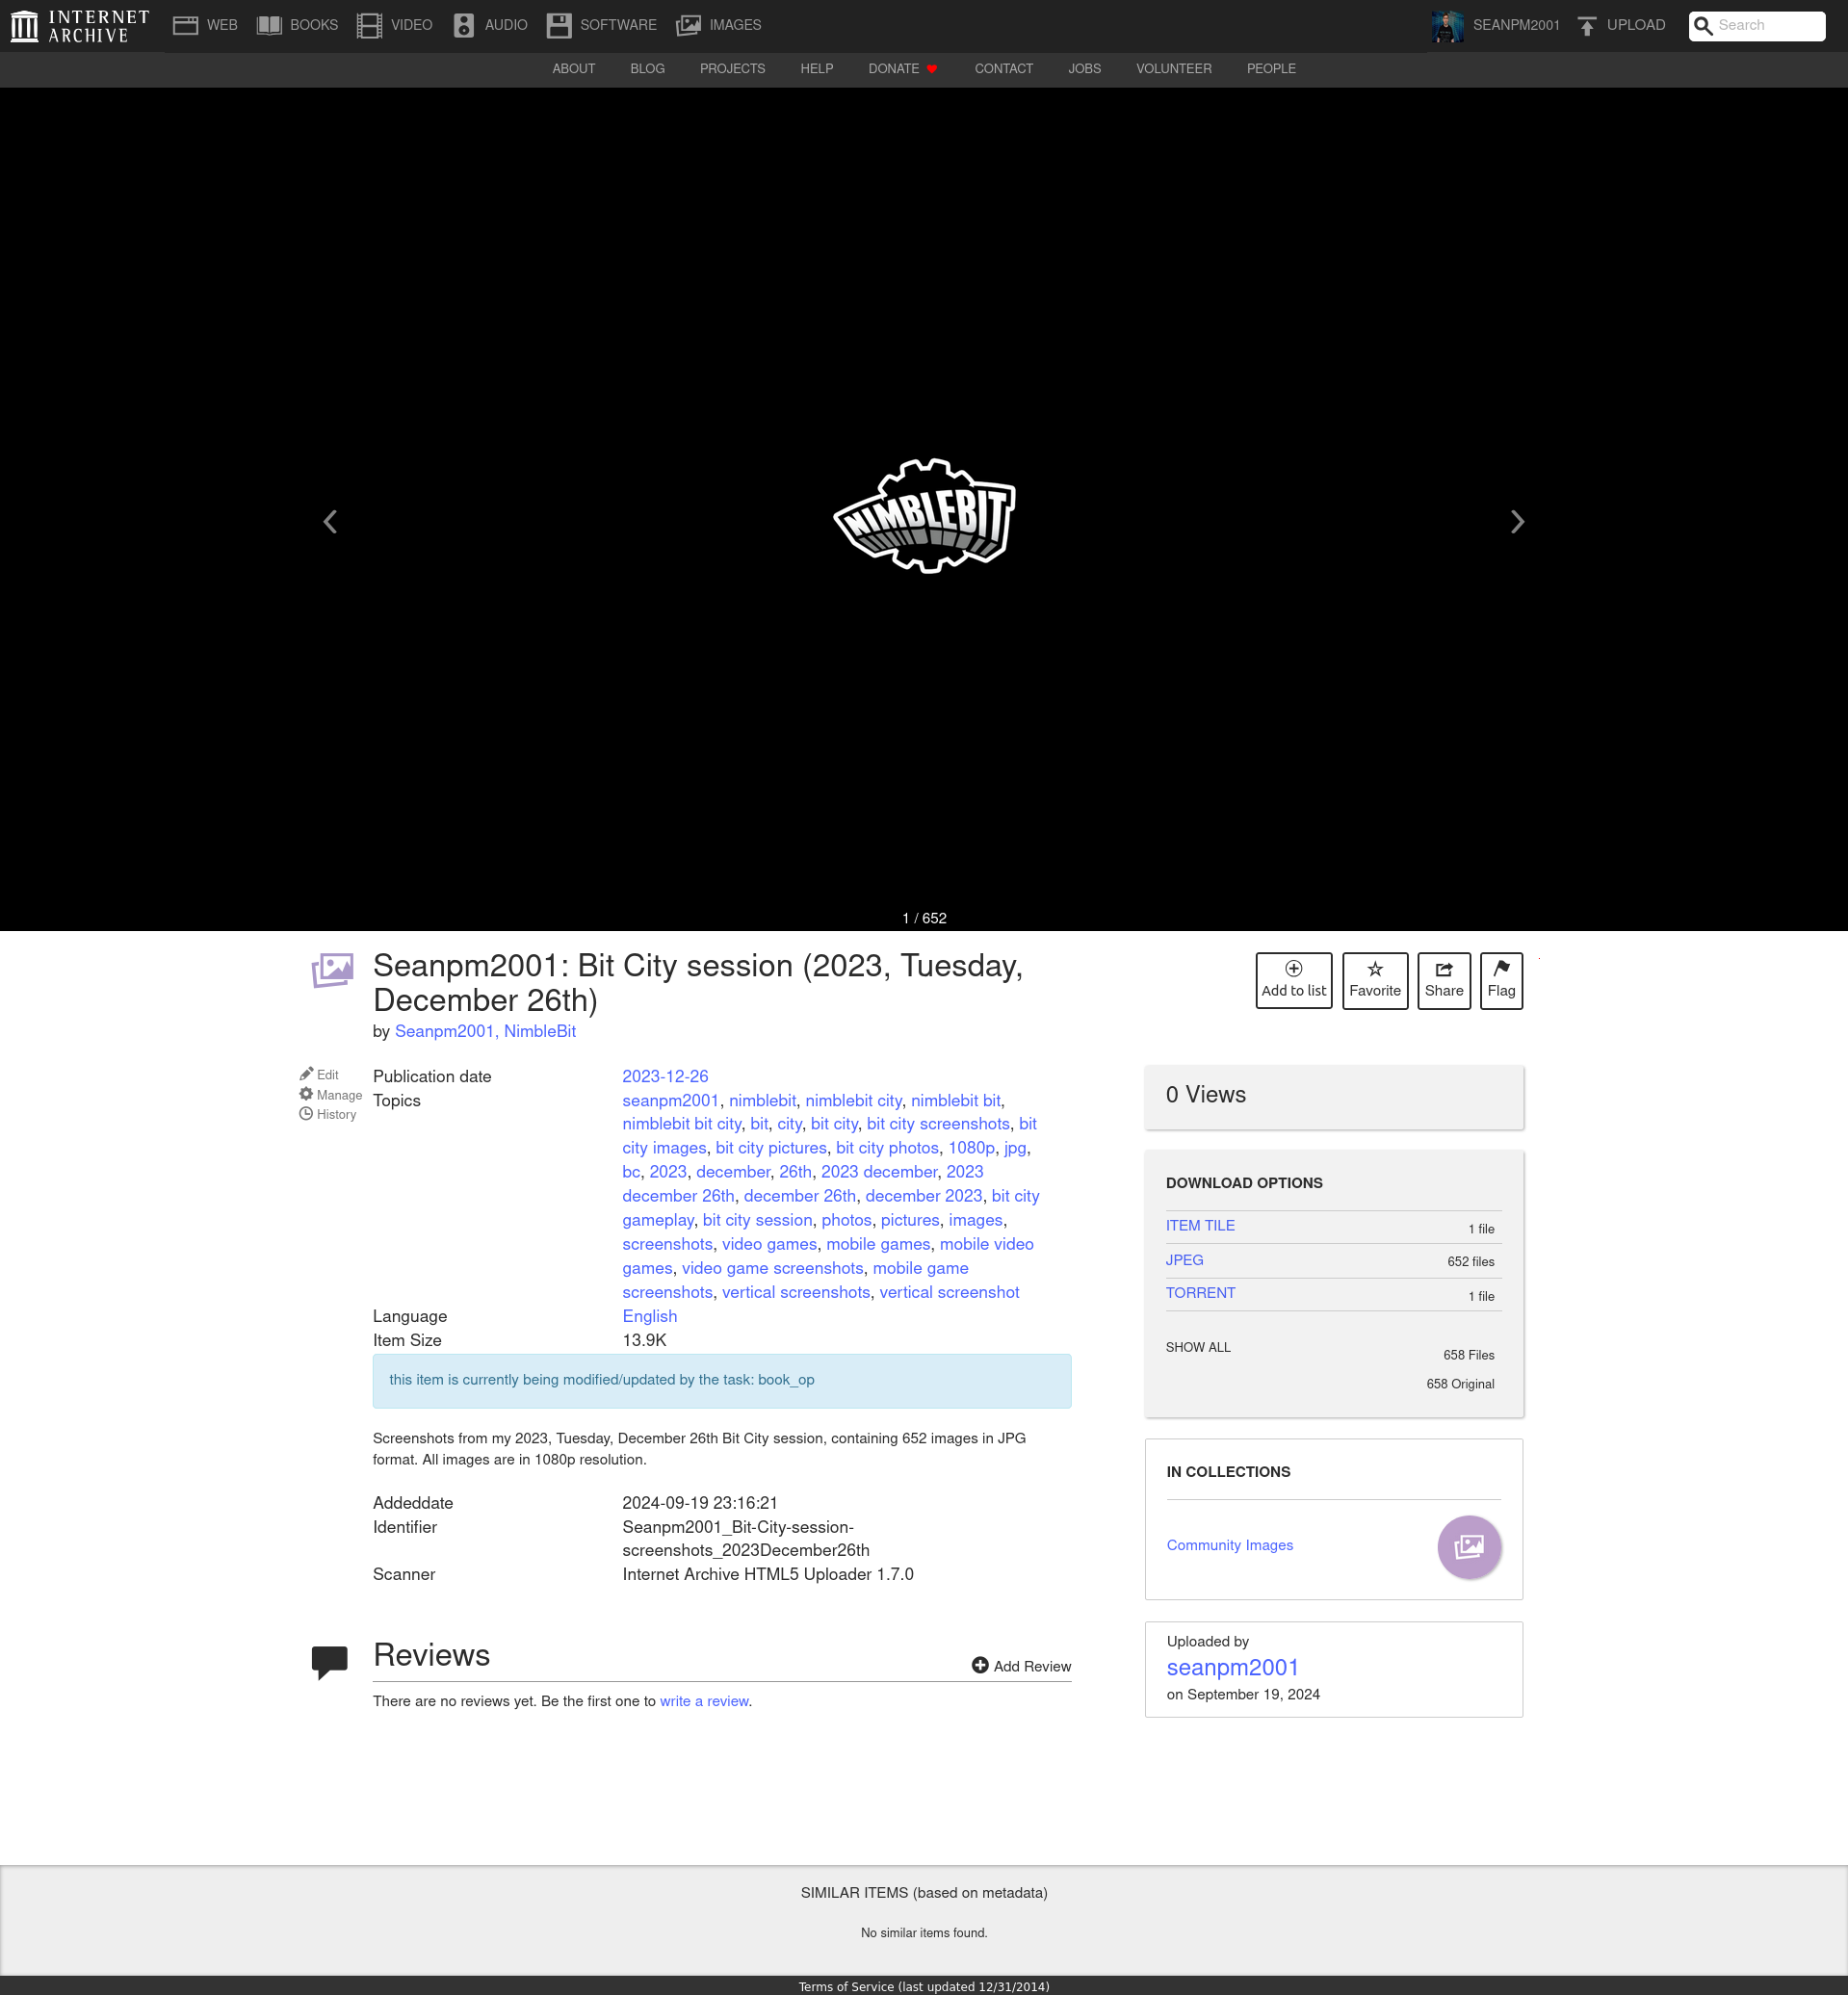 INTERNET
ARCHIVE
WEB BOOKS VIDEO AUDIO SOFTWARE IMAGES SEANPM2001 UPLOAD Search
ABOUT BLOG PROJECTS HELP DONATE CONTACT JOBS VOLUNTEER PEOPLE
NIMBLEBIT
1 / 652
Seanpm2001: Bit City session (2023, Tuesday,
December 26th)
by Seanpm2001, NimbleBit
Add to list Favorite Share Flag
Edit
Manage
History
Publication date 2023-12-26
Topics seanpm2001, nimblebit, nimblebit city, nimblebit bit,
nimblebit bit city, bit, city, bit city, bit city screenshots, bit
city images, bit city pictures, bit city photos, 1080p, jpg,
bc, 2023, december, 26th, 2023 december, 2023
december 26th, december 26th, december 2023, bit city
gameplay, bit city session, photos, pictures, images,
screenshots, video games, mobile games, mobile video
games, video game screenshots, mobile game
screenshots, vertical screenshots, vertical screenshot
Language English
Item Size 13.9K
this item is currently being modified/updated by the task: book_op
Screenshots from my 2023, Tuesday, December 26th Bit City session, containing 652 images in JPG
format. All images are in 1080p resolution.
Addeddate 2024-09-19 23:16:21
Identifier Seanpm2001_Bit-City-session-
screenshots_2023December26th
Scanner Internet Archive HTML5 Uploader 1.7.0
Reviews
Add Review
There are no reviews yet. Be the first one to write a review.
0 Views
DOWNLOAD OPTIONS
ITEM TILE 1 file
JPEG 652 files
TORRENT 1 file
SHOW ALL 658 Files
658 Original
IN COLLECTIONS
Community Images
Uploaded by
seanpm2001
on September 19, 2024
SIMILAR ITEMS (based on metadata)
No similar items found.
Terms of Service (last updated 12/31/2014)